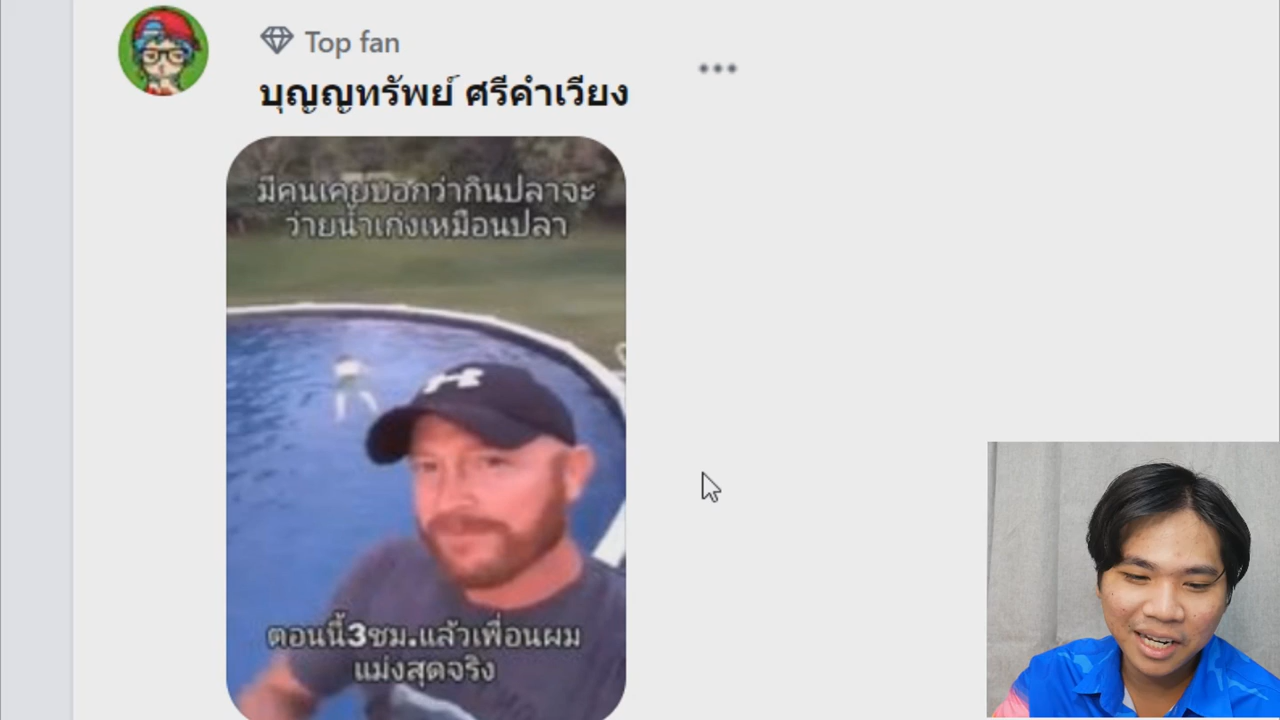 Top fan
บุญญทรัพย์ ศรีคำเวียง
มีคนเคยบอกว่ากินปลาจะ
ว่ายน้ำเก่งเหมือนปลา
ตอนนี้3ชม.แล้วเพื่อนผม
แม่งสุดจริง